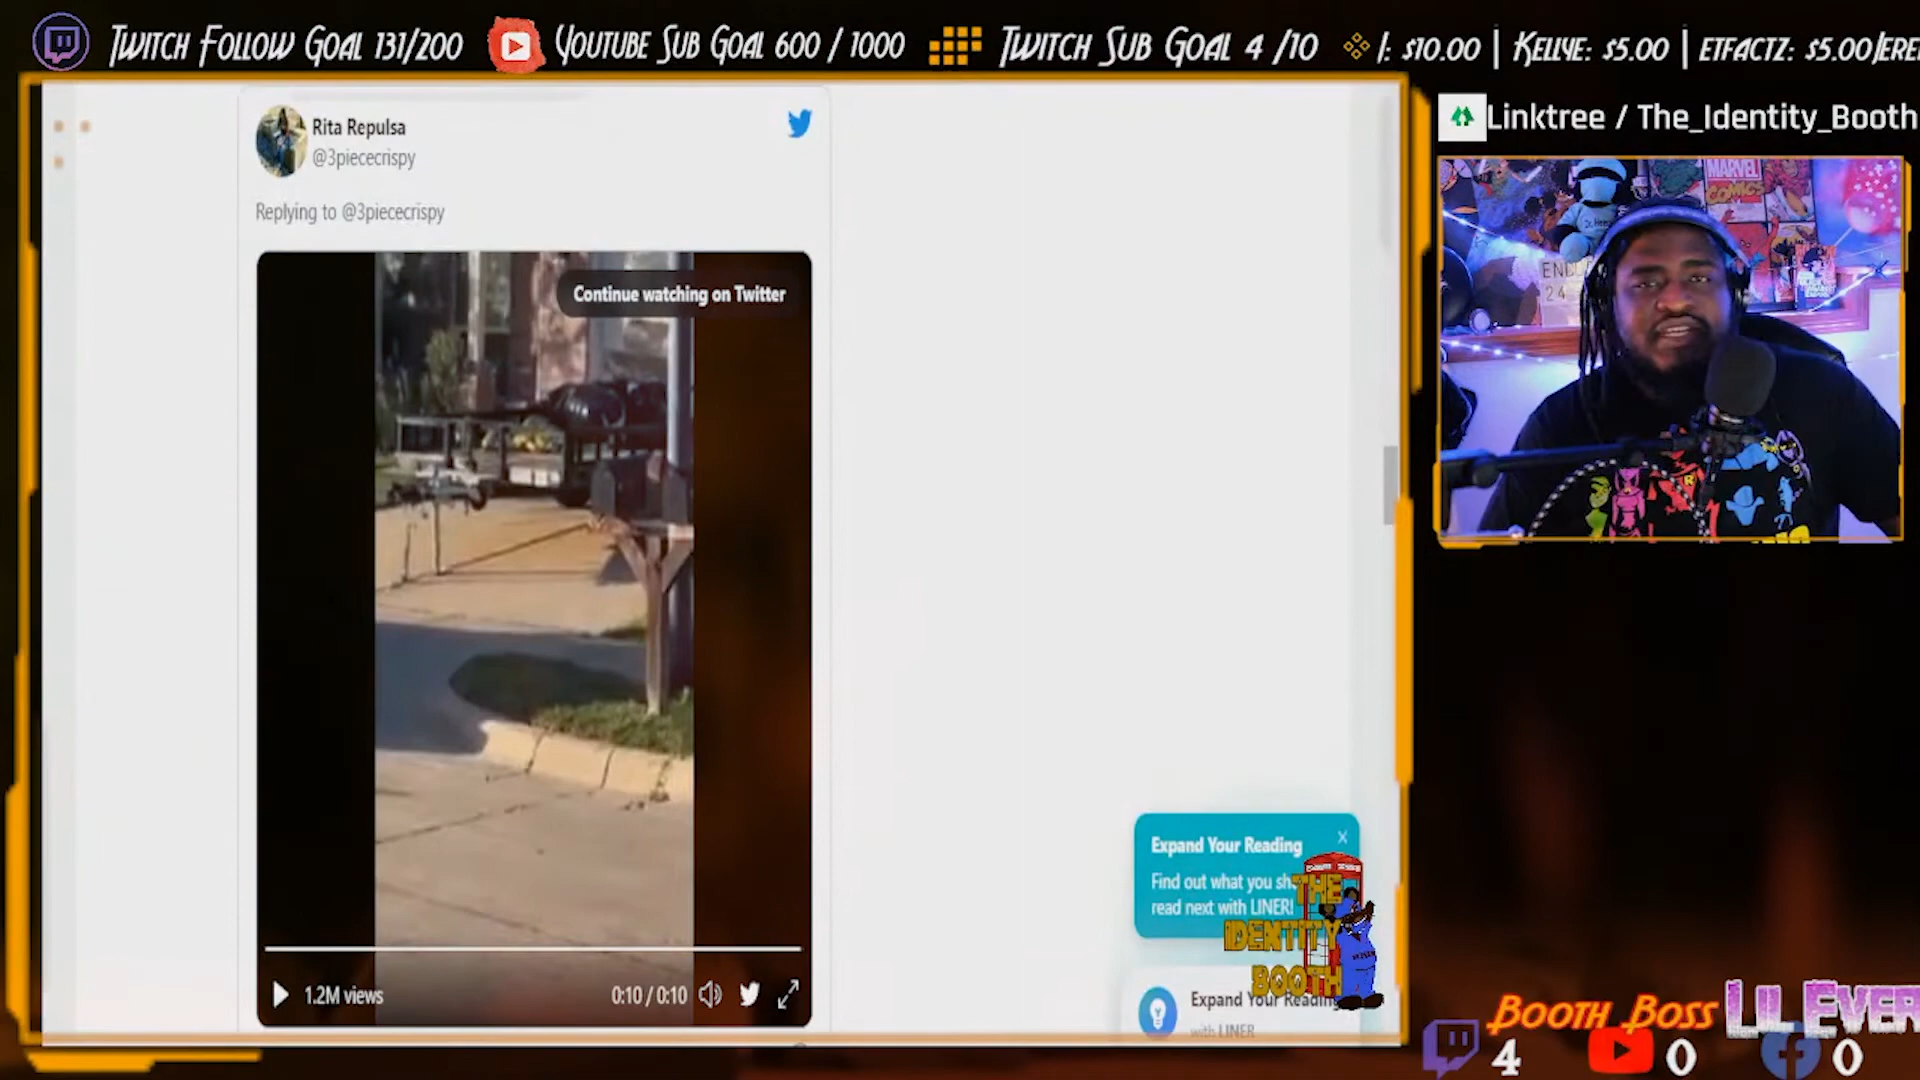 TWITCH FOLLOW GOAL 131/200
YOUTUBE SUB GOAL 600 / 1000
TWITCH SUB GOAL 4 /10
/: $10.00 | KELLYE: $5.00 | ETFACTZ: $5.00
Linktree / The_Identity_Booth
Rita Repulsa
@3piececrispy
Replying to @3piececrispy
Continue watching on Twitter
1.2M views
0:10 / 0:10
MARVEL
COMICS
24
Expand Your Reading
X
Find out what you
read next with LINER!
THE
IDENTITY
BOOTH
Expand Your Reading
with LINER
BOOTH BOSS
LIL EVER
4
0
0